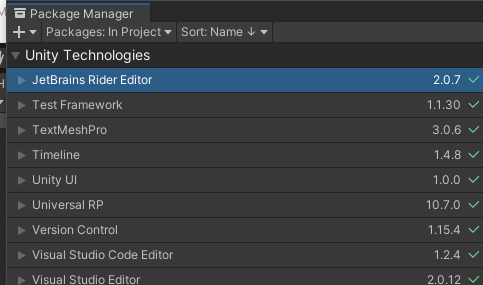 Package Manager
Packages: In Project Sort: Name ↓
Unity Technologies
JetBrains Rider Editor 2.0.7
Test Framework 1.1.30
TextMeshPro 3.0.6
Timeline 1.4.8
Unity UI 1.0.0
Universal RP 10.7.0
Version Control 1.15.4
Visual Studio Code Editor 1.2.4
Visual Studio Editor 2.0.12